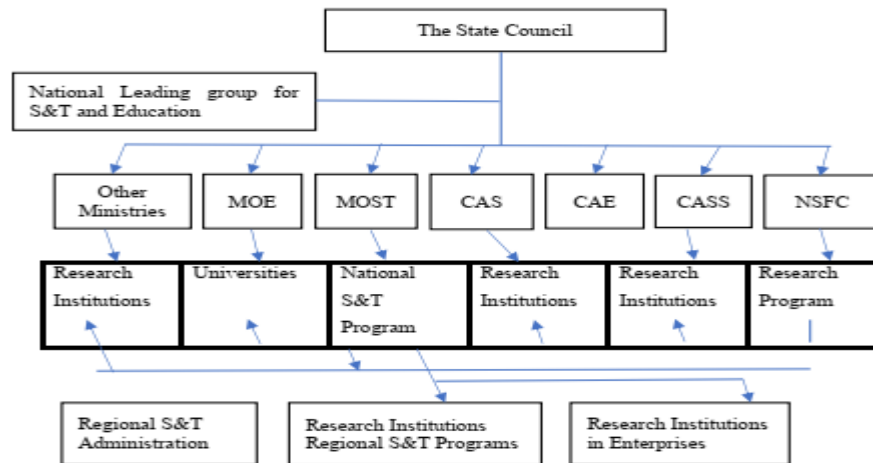 The State Council
National Leading group for
S&T and Education
Other
Ministries
MOE
MOST
CAS
CAE
CASS
NSFC
Research
Institutions
Universities
National
S&T
Program
Research
Institutions
Research
Institutions
Research
Program
Regional S&T
Administration
Research Institutions
Regional S&T Programs
Research Institutions
in Enterprises